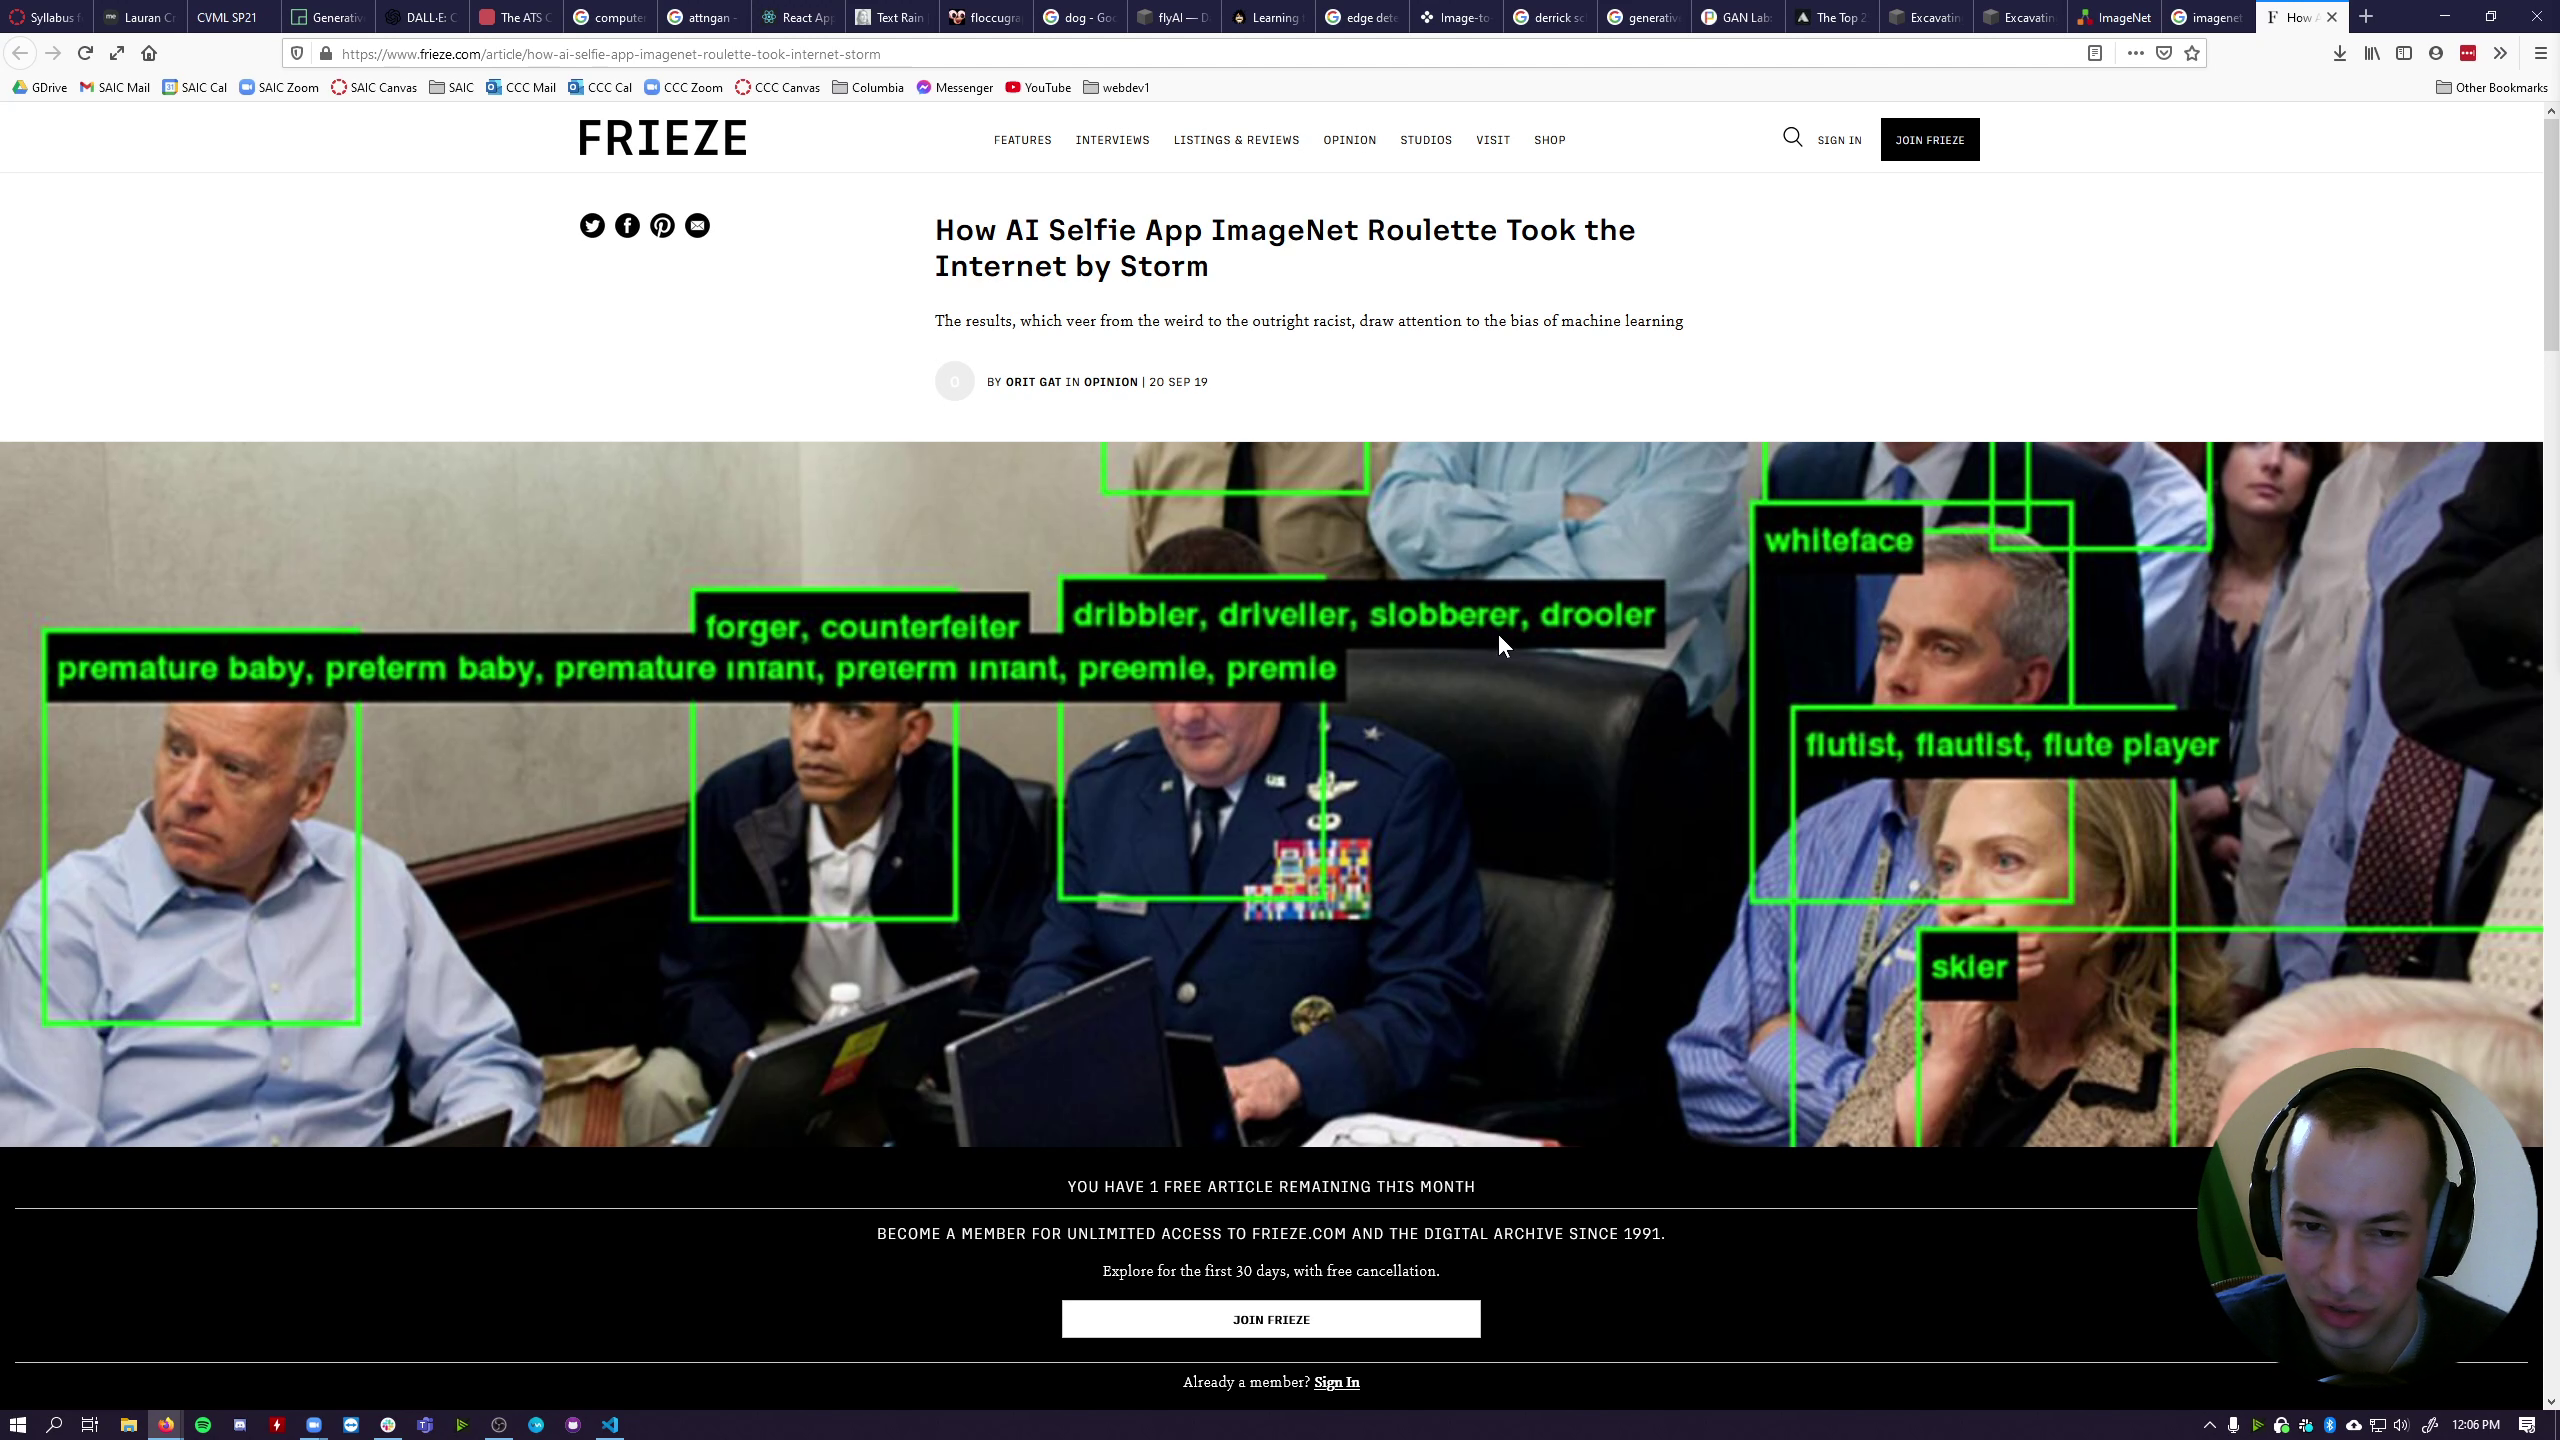 Syllabus f
Lauran Cr
CVML SP21
Generativ
DALL·E: C
The ATS C
computer
attngan -
React App
Text Rain
floccugra
dog - Goo
flyAI — D
Learning t
edge dete
Image-to
derrick sc
generative
GAN Lab:
The Top 2
Excavatin
Excavatin
ImageNet
imagenet
How A
https://www.frieze.com/article/how-ai-selfie-app-imagenet-roulette-took-internet-storm
GDrive
SAIC Mail
SAIC Cal
SAIC Zoom
SAIC Canvas
SAIC
CCC Mail
CCC Cal
CCC Zoom
CCC Canvas
Columbia
Messenger
YouTube
webdev1
Other Bookmarks
FRIEZE
FEATURES
INTERVIEWS
LISTINGS & REVIEWS
OPINION
STUDIOS
VISIT
SHOP
SIGN IN
JOIN FRIEZE
How AI Selfie App ImageNet Roulette Took the
Internet by Storm
The results, which veer from the weird to the outright racist, draw attention to the bias of machine learning
O
BY ORIT GAT IN OPINION | 20 SEP 19
whiteface
forger, counterfeiter
dribbler, driveller, slobberer, drooler
premature baby, preterm baby, premature infant, preterm infant, preemie, premie
flutist, flautist, flute player
skier
YOU HAVE 1 FREE ARTICLE REMAINING THIS MONTH
BECOME A MEMBER FOR UNLIMITED ACCESS TO FRIEZE.COM AND THE DIGITAL ARCHIVE SINCE 1991.
Explore for the first 30 days, with free cancellation.
JOIN FRIEZE
Already a member? Sign In
12:06 PM